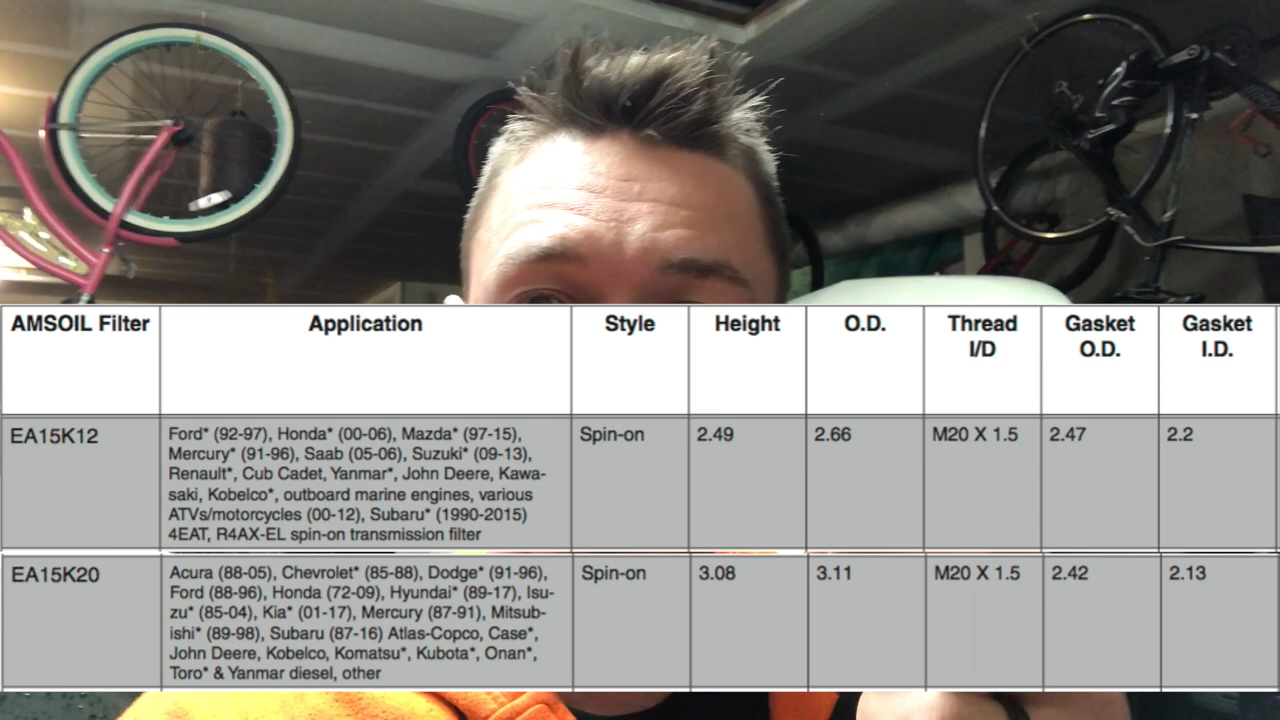 AMSOIL Filter Application Style Height O.D. Thread I/D Gasket O.D. Gasket I.D.
EA15K12
Ford* (92-97), Honda* (00-06), Mazda* (97-15),
Mercury* (91-96), Saab (05-06), Suzuki* (09-13),
Renault*, Cub Cadet, Yanmar*, John Deere, Kawa-
saki, Kobelco*, outboard marine engines, various
ATVs/motorcycles (00-12), Subaru* (1990-2015)
4EAT, R4AX-EL spin-on transmission filter
Spin-on 2.49 2.66 M20 X 1.5 2.47 2.2
EA15K20
Acura (88-05), Chevrolet* (85-88), Dodge* (91-96),
Ford (88-96), Honda (72-09), Hyundai* (89-17), Isu-
zu* (85-04), Kia* (01-17), Mercury (87-91), Mitsub-
ishi* (89-98), Subaru (87-16) Atlas-Copco, Case*,
John Deere, Kobelco, Komatsu*, Kubota*, Onan*,
Toro* & Yanmar diesel, other
Spin-on 3.08 3.11 M20 X 1.5 2.42 2.13